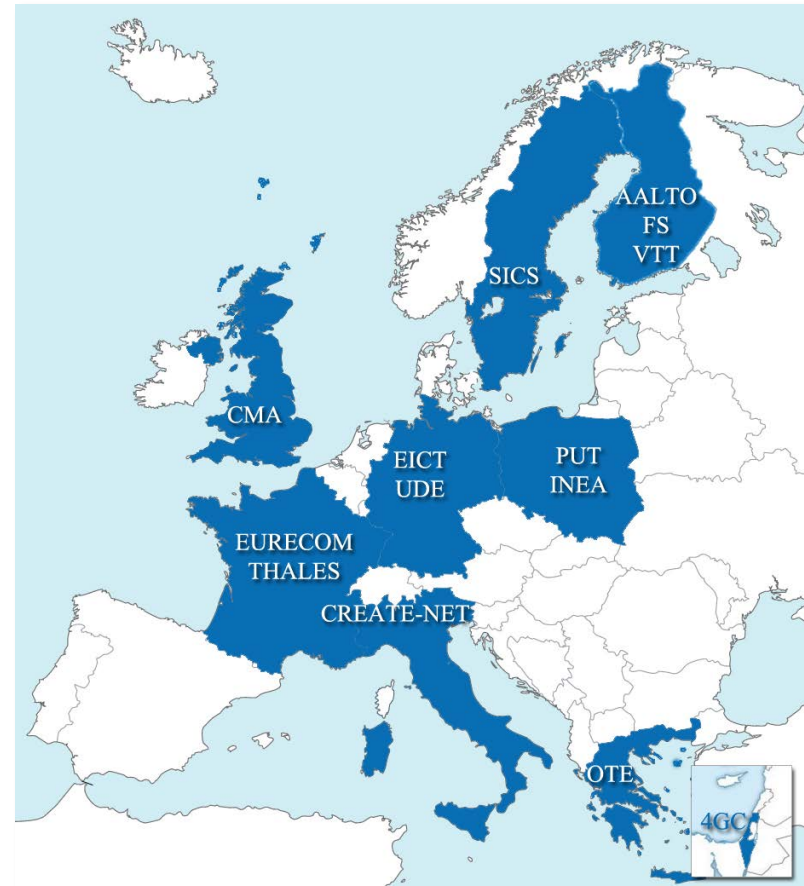 AALTO
FS
VTT
SICS
CMA
EICT
UDE
PUT
INEA
EURECOM
THALES
CREATE-NET
OTE
4GC